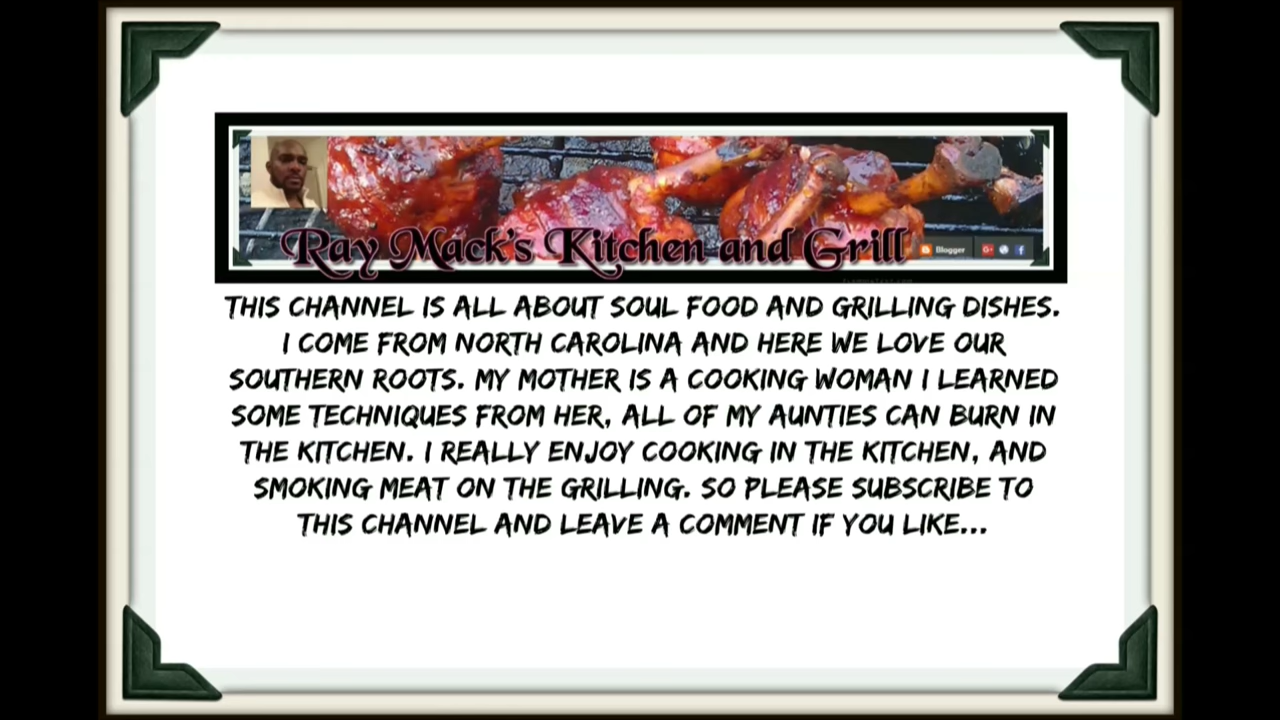 Ray Mack's Kitchen and Grill
Blogger
THIS CHANNEL IS ALL ABOUT SOUL FOOD AND GRILLING DISHES.
I COME FROM NORTH CAROLINA AND HERE WE LOVE OUR
SOUTHERN ROOTS. MY MOTHER IS A COOKING WOMAN I LEARNED
SOME TECHNIQUES FROM HER, ALL OF MY AUNTIES CAN BURN IN
THE KITCHEN. I REALLY ENJOY COOKING IN THE KITCHEN, AND
SMOKING MEAT ON THE GRILLING. SO PLEASE SUBSCRIBE TO
THIS CHANNEL AND LEAVE A COMMENT IF YOU LIKE...